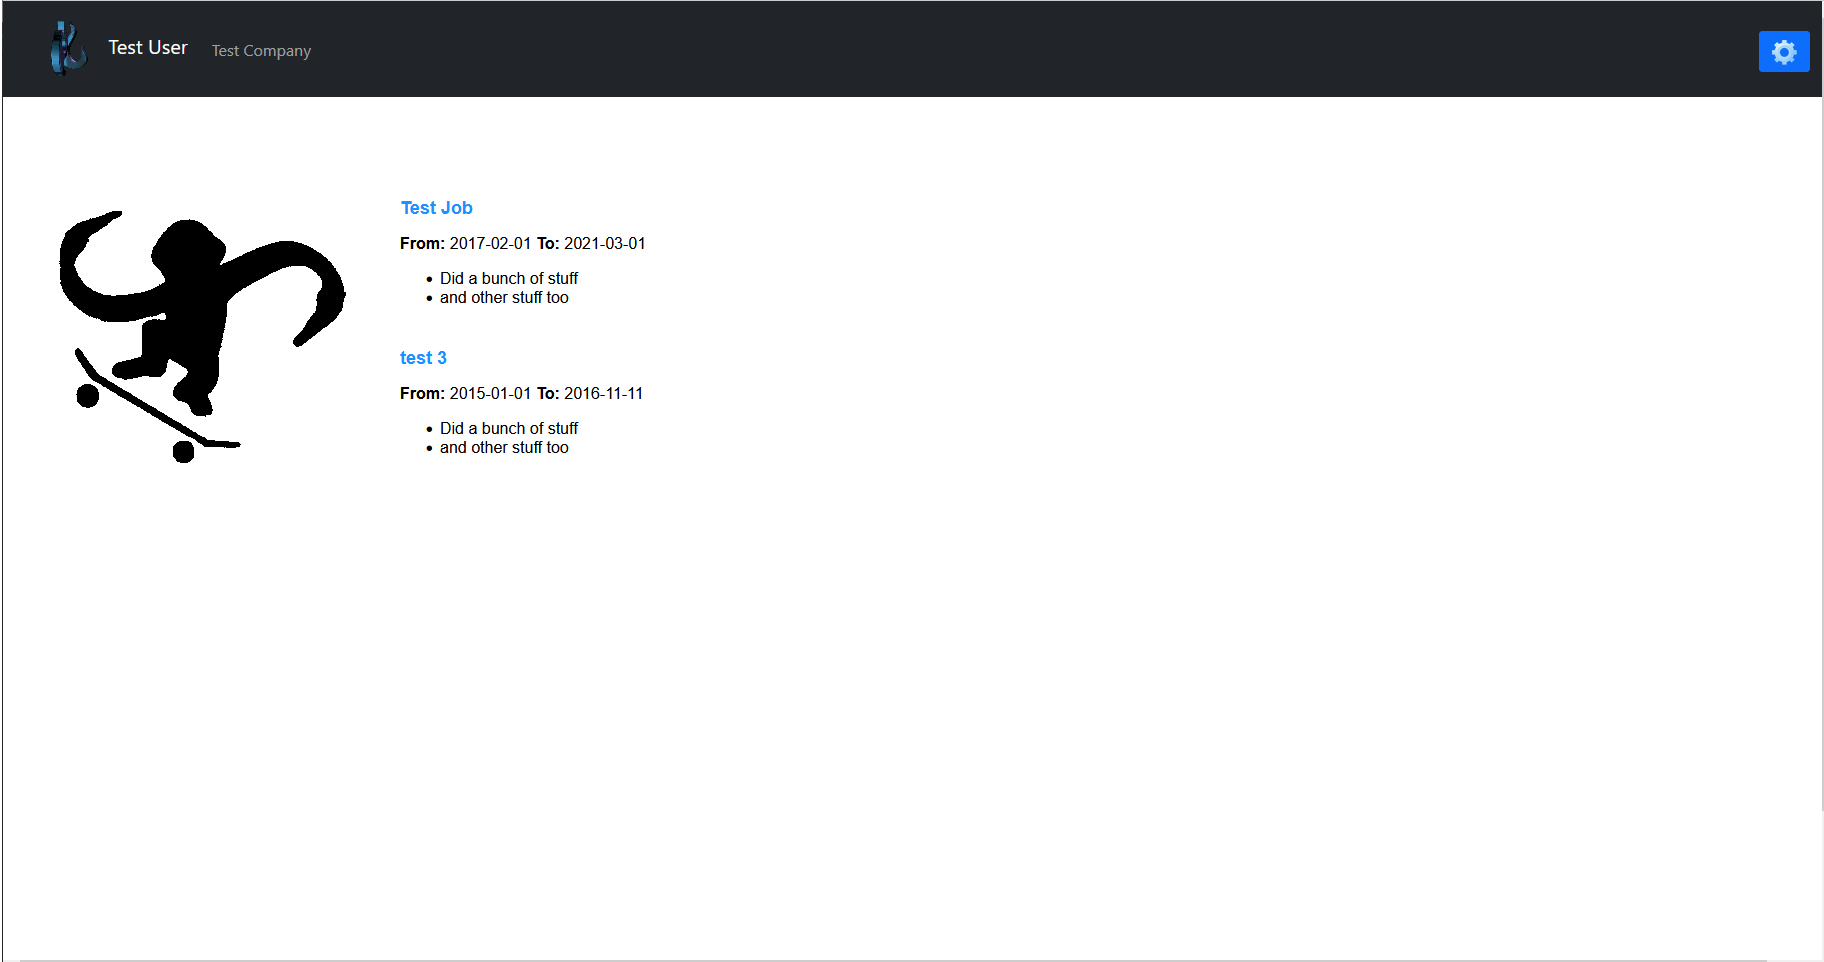 Test User
Test Company
Test Job
From: 2017-02-01 To: 2021-03-01
Did a bunch of stuff
and other stuff too
test 3
From: 2015-01-01 To: 2016-11-11
Did a bunch of stuff
and other stuff too